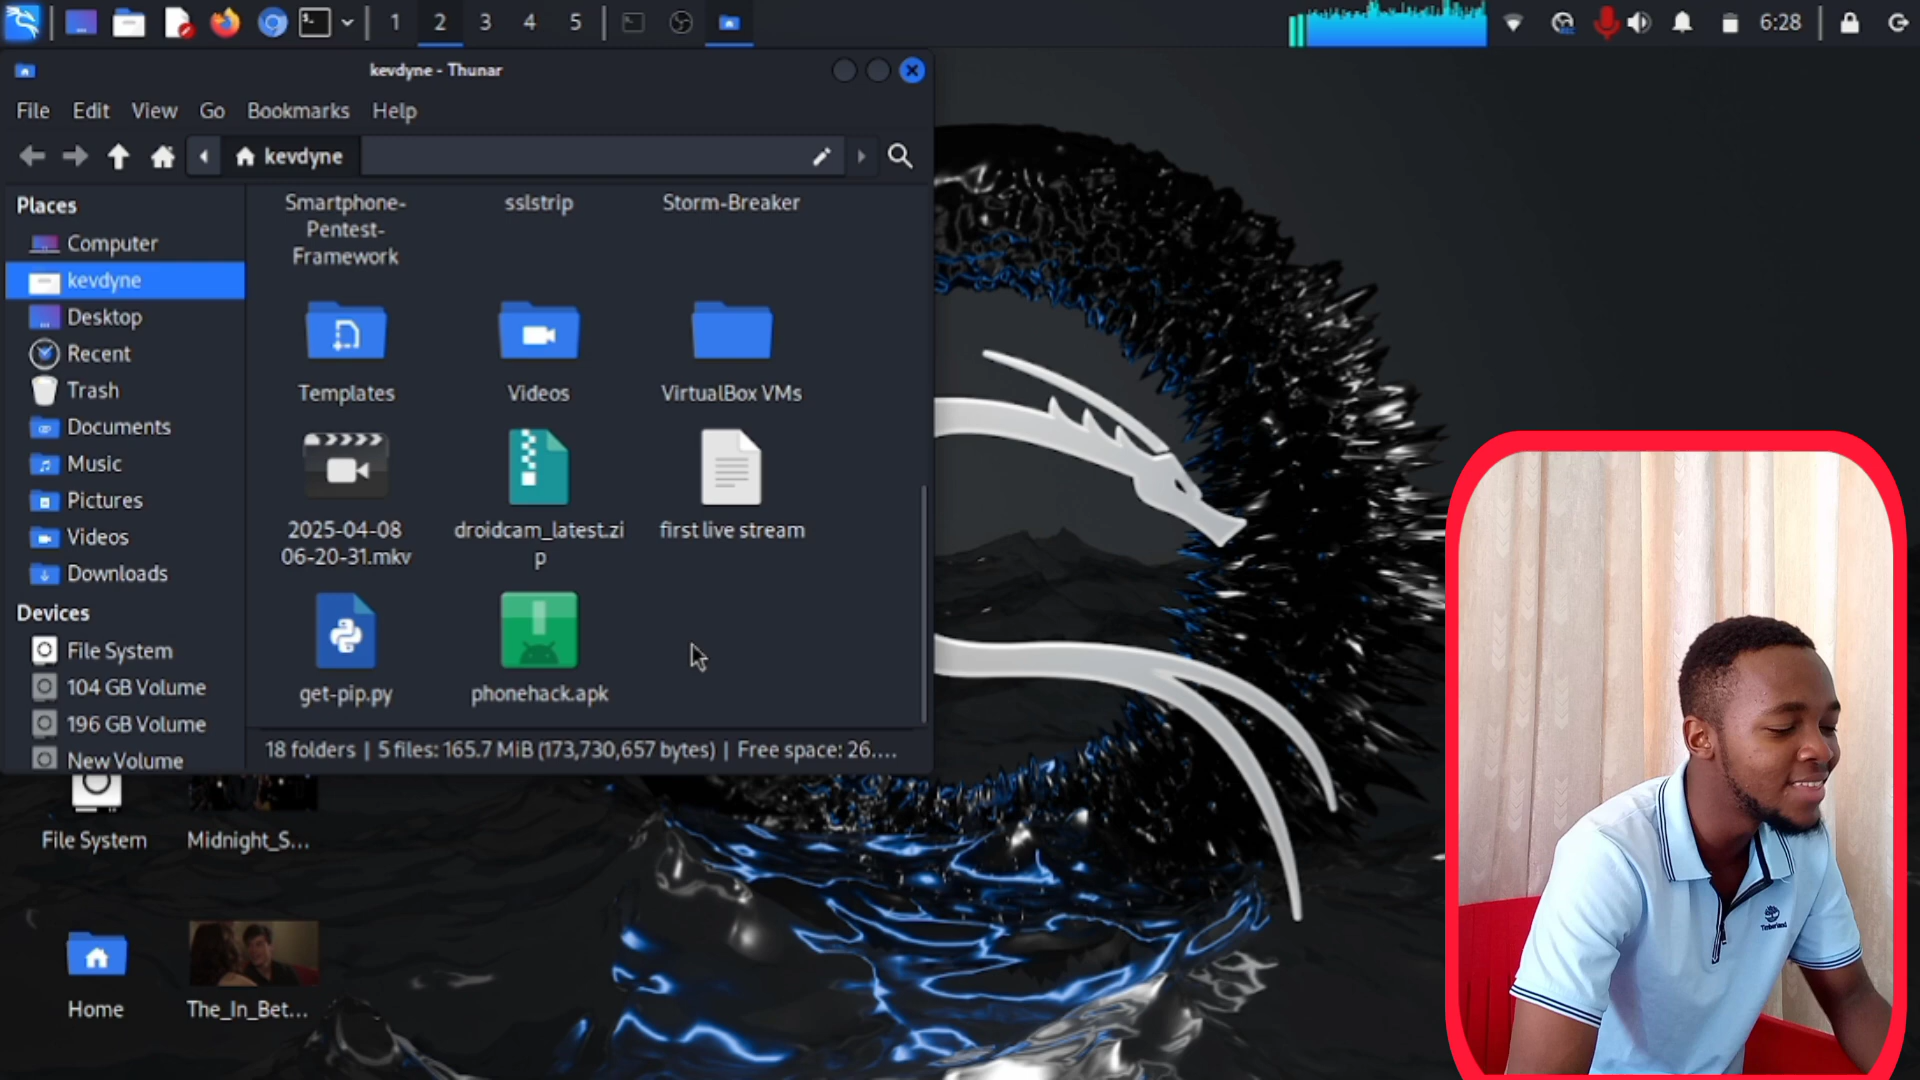 1 2 3 4 5
6:28
kevdyne - Thunar
File Edit View Go Bookmarks Help
kevdyne
Places
Computer
kevdyne
Desktop
Recent
Trash
Documents
Music
Pictures
Videos
Downloads
Devices
File System
104 GB Volume
196 GB Volume
New Volume
Smartphone-
Pentest-
Framework
sslstrip
Storm-Breaker
Templates
Videos
VirtualBox VMs
2025-04-08
06-20-31.mkv
droidcam_latest.zi
p
first live stream
get-pip.py
phonehack.apk
18 folders | 5 files: 165.7 MiB (173,730,657 bytes) | Free space: 26....
File System
Midnight_S...
Home
The_In_Bet...
Timberland